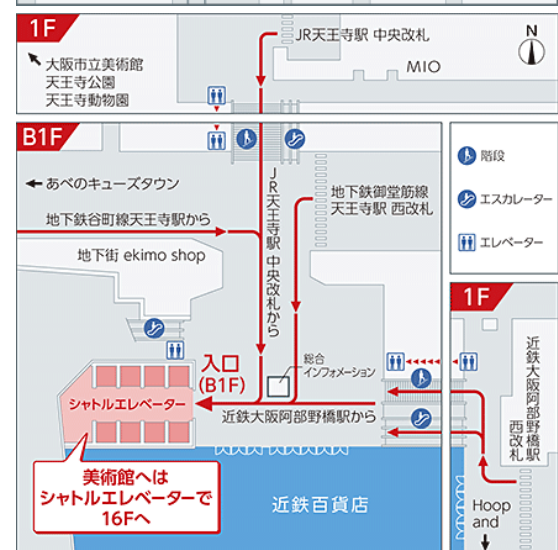 1F
JR天王寺駅 中央改札
N
大阪市立美術館
天王寺公園
天王寺動物園
MIO
B1F
あべのキューズタウン
JR天王寺駅 中央改札から
地下鉄御堂筋線
天王寺駅 西改札
地下鉄谷町線天王寺駅から
地下街 ekimo shop
階段
エスカレーター
エレベーター
入口
(B1F)
総合
インフォメーション
シャトルエレベーター
近鉄大阪阿部野橋駅から
1F
近鉄大阪阿部野橋駅
西改札
美術館へは
シャトルエレベーターで
16Fへ
近鉄百貨店
Hoop
and